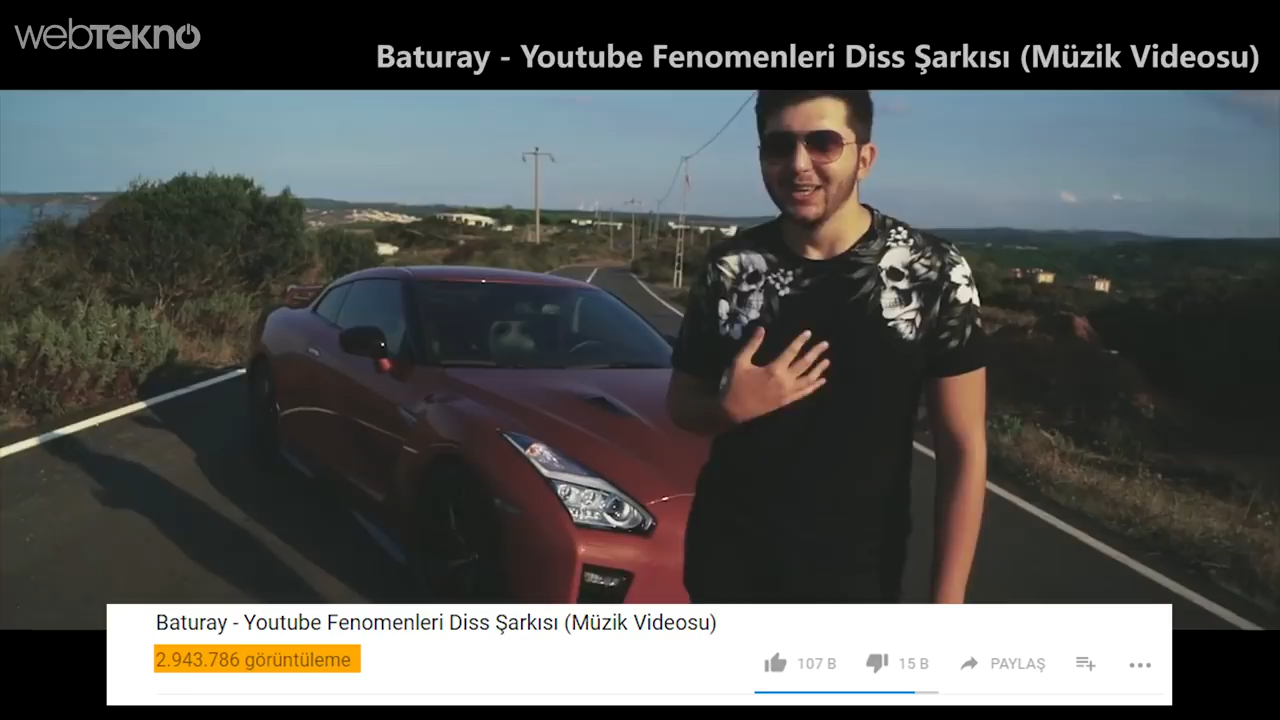 webTEKNO
Baturay - Youtube Fenomenleri Diss Şarkısı (Müzik Videosu)
Baturay - Youtube Fenomenleri Diss Şarkısı (Müzik Videosu)
2.943.786 görüntüleme
107 B 15 B PAYLAŞ